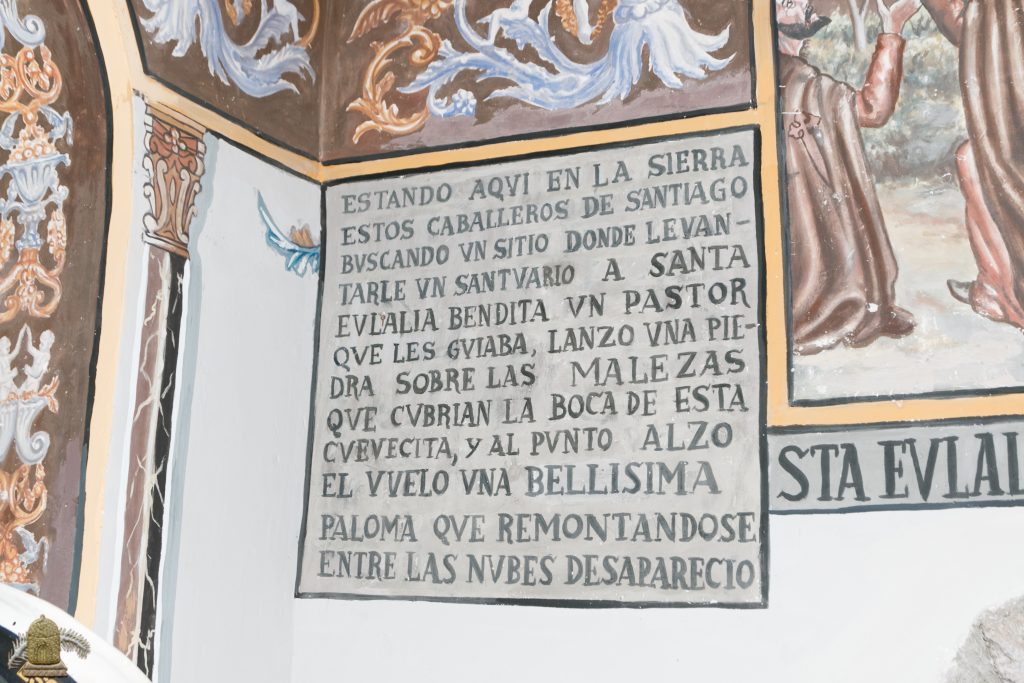 ESTANDO AQVI EN LA SIERRA
ESTOS CABALLEROS DE SANTIAGO
BVSCANDO VN SITIO DONDE LEVAN-
TARLE VN SANTVARIO A SANTA
EVLALIA BENDITA VN PASTOR
QVE LES GVIABA, LANZO VNA PIE-
DRA SOBRE LAS MALEZAS
QVE CVBRIAN LA BOCA DE ESTA
CVEVECITA, Y AL PVNTO ALZO
EL VVELO VNA BELLISIMA
PALOMA QVE REMONTANDOSE
ENTRE LAS NVBES DESAPARECIO
STA EVLAL